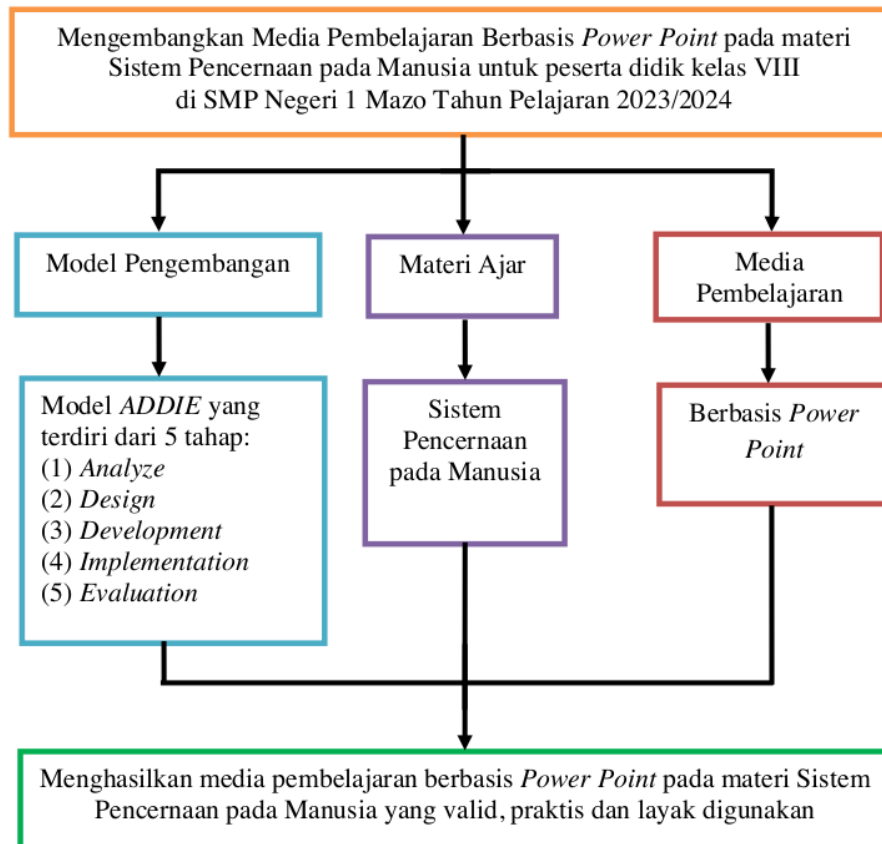 Mengembangkan Media Pembelajaran Berbasis Power Point pada materi
Sistem Pencernaan pada Manusia untuk peserta didik kelas VIII
di SMP Negeri 1 Mazo Tahun Pelajaran 2023/2024
Model Pengembangan
Materi Ajar
Media
Pembelajaran
Model ADDIE yang
terdiri dari 5 tahap:
(1) Analyze
(2) Design
(3) Development
(4) Implementation
(5) Evaluation
Sistem
Pencernaan
pada Manusia
Berbasis Power
Point
Menghasilkan media pembelajaran berbasis Power Point pada materi Sistem
Pencernaan pada Manusia yang valid, praktis dan layak digunakan